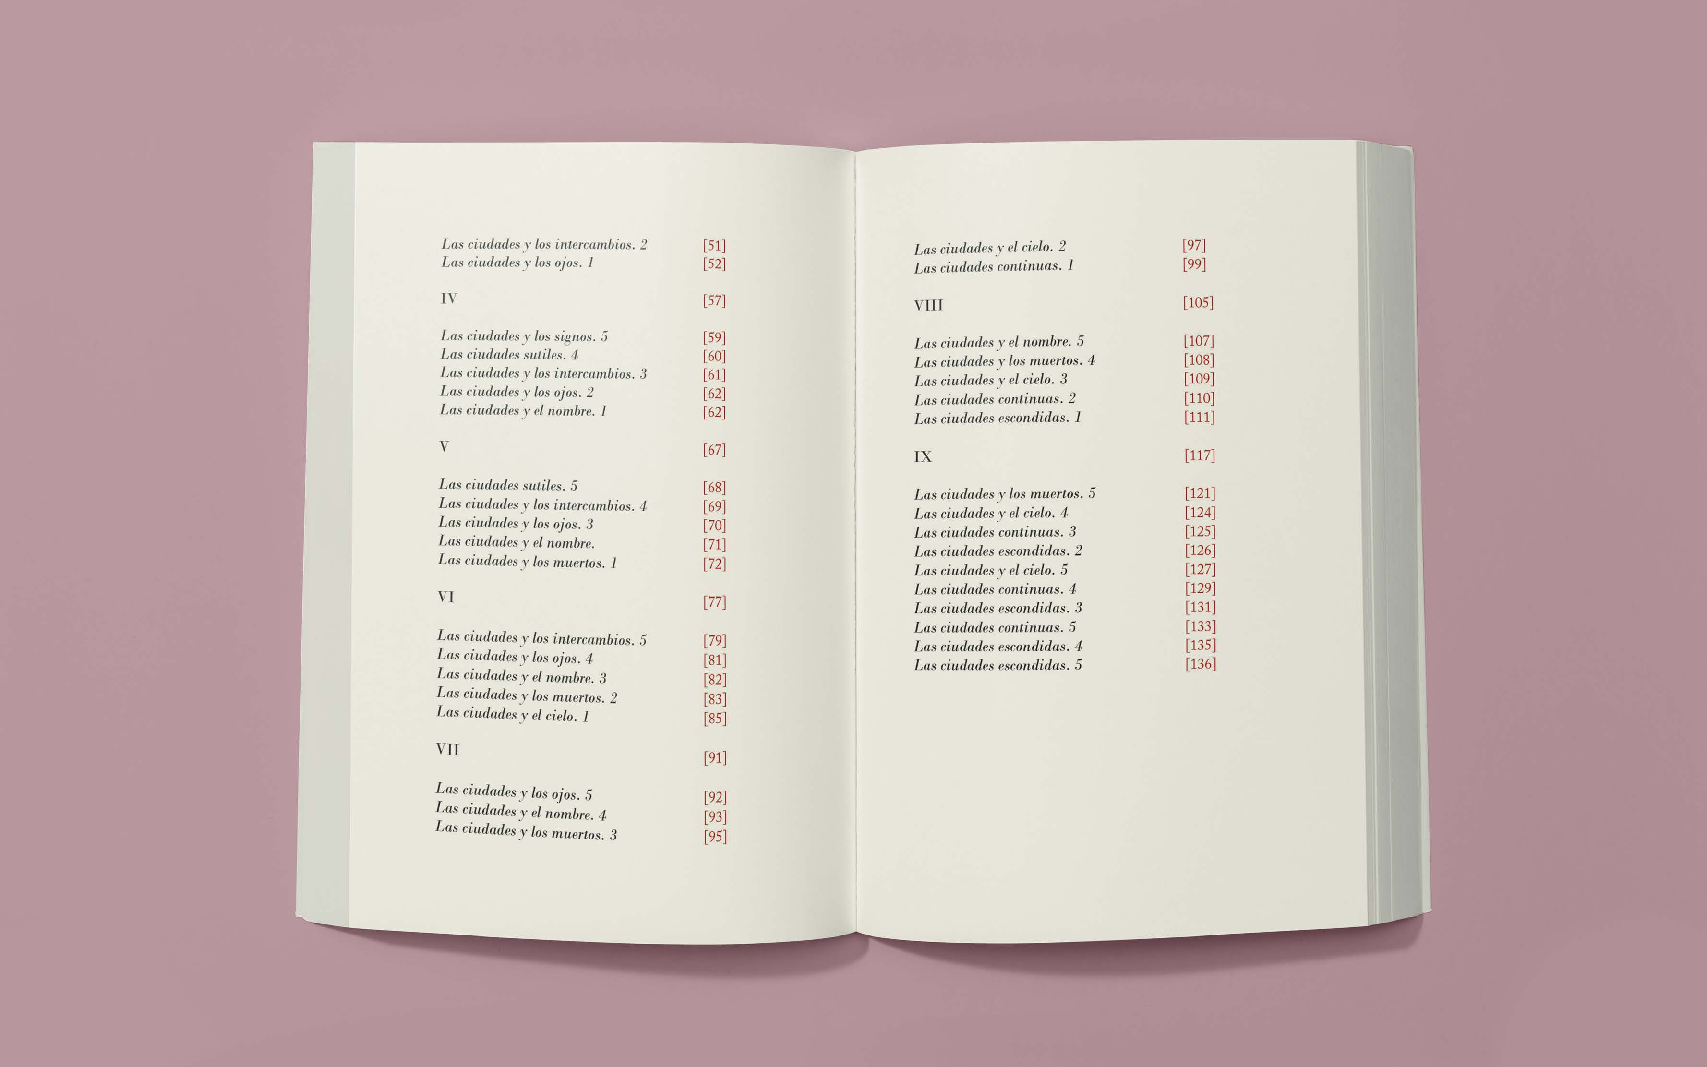 Las ciudades y los intercambios. 2 [51]
Las ciudades y los ojos. 1 [52]
IV [57]
Las ciudades y los signos. 5 [59]
Las ciudades sutiles. 4 [60]
Las ciudades y los intercambios. 3 [61]
Las ciudades y los ojos. 2 [62]
Las ciudades y el nombre. 1 [62]
V [67]
Las ciudades sutiles. 5 [68]
Las ciudades y los intercambios. 4 [69]
Las ciudades y los ojos. 3 [70]
Las ciudades y el nombre. [71]
Las ciudades y los muertos. 1 [72]
VI [77]
Las ciudades y los intercambios. 5 [79]
Las ciudades y los ojos. 4 [81]
Las ciudades y el nombre. 3 [82]
Las ciudades y los muertos. 2 [83]
Las ciudades y el cielo. 1 [85]
VII [91]
Las ciudades y los ojos. 5 [92]
Las ciudades y el nombre. 4 [93]
Las ciudades y los muertos. 3 [95]
Las ciudades y el cielo. 2 [97]
Las ciudades continuas. 1 [99]
VIII [105]
Las ciudades y el nombre. 5 [107]
Las ciudades y los muertos. 4 [108]
Las ciudades y el cielo. 3 [109]
Las ciudades continuas. 2 [110]
Las ciudades escondidas. 1 [111]
IX [117]
Las ciudades y los muertos. 5 [121]
Las ciudades y el cielo. 4 [124]
Las ciudades continuas. 3 [125]
Las ciudades escondidas. 2 [126]
Las ciudades y el cielo. 5 [127]
Las ciudades continuas. 4 [129]
Las ciudades escondidas. 3 [131]
Las ciudades continuas. 5 [133]
Las ciudades escondidas. 4 [135]
Las ciudades escondidas. 5 [136]